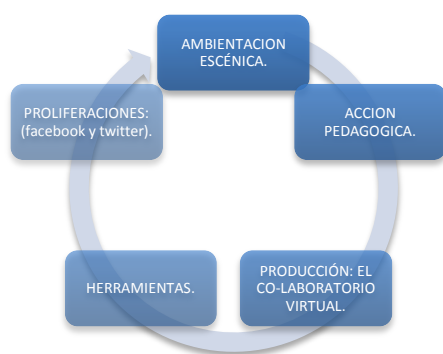 AMBIENTACION
ESCÉNICA.
ACCION
PEDAGOGICA.
PRODUCCIÓN: EL
CO-LABORATORIO
VIRTUAL.
HERRAMIENTAS.
PROLIFERACIONES:
(facebook y twitter).